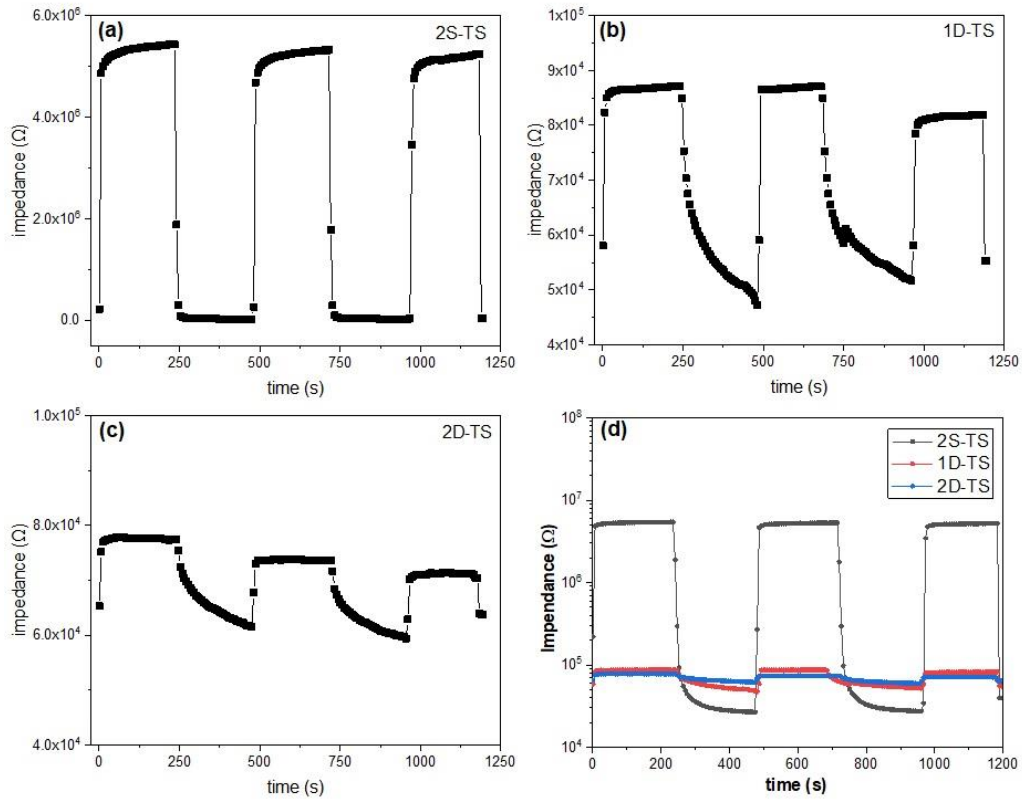 (a)
2S-TS
6.0x10⁶
4.0x10⁶
2.0x10⁶
0.0
impedance (Ω)
0 250 500 750 1000 1250
time (s)
(b)
1D-TS
1x10⁵
9x10⁴
8x10⁴
7x10⁴
6x10⁴
5x10⁴
4x10⁴
impedance (Ω)
0 250 500 750 1000 1250
time (s)
(c)
2D-TS
1.0x10⁵
8.0x10⁴
6.0x10⁴
4.0x10⁴
impedance (Ω)
0 250 500 750 1000 1250
time (s)
(d)
2S-TS
1D-TS
2D-TS
10⁸
10⁷
10⁶
10⁵
10⁴
Impendance (Ω)
0 200 400 600 800 1000 1200
time (s)